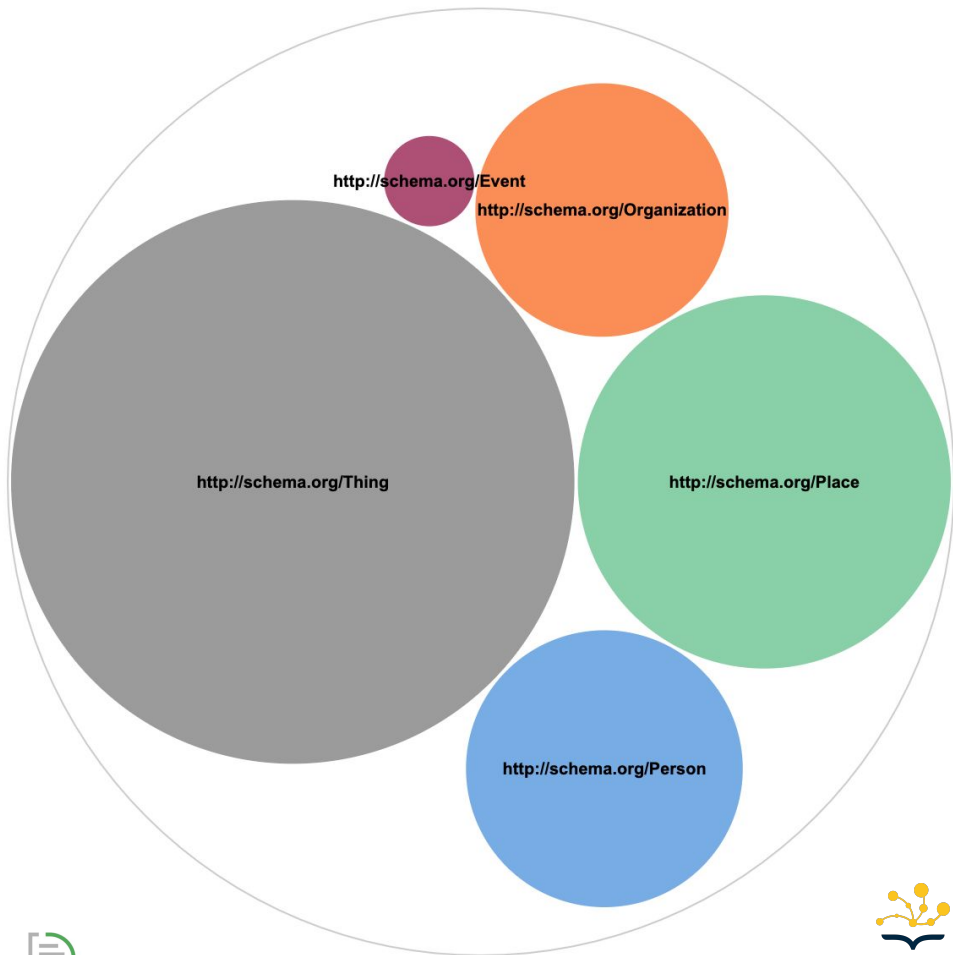 http://schema.org/Event
http://schema.org/Organization
http://schema.org/Thing
http://schema.org/Place
http://schema.org/Person